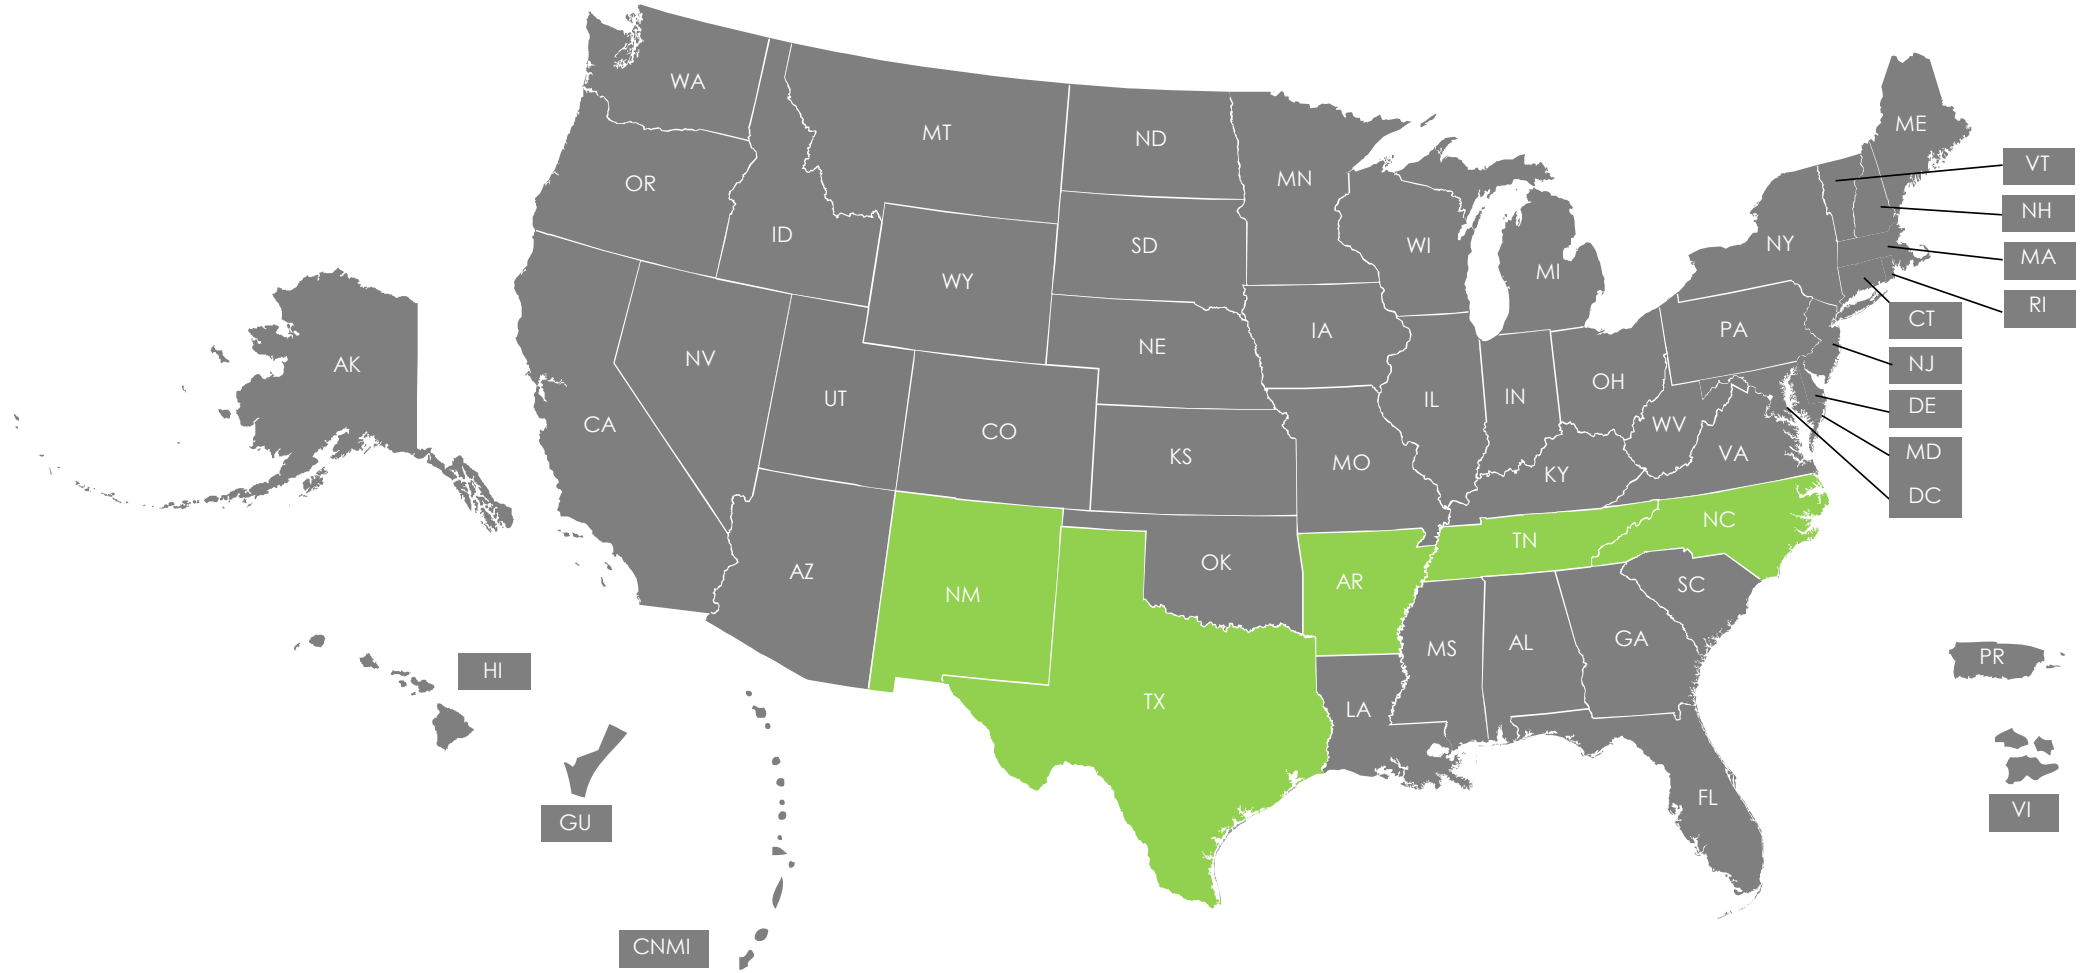 WA
MT
ND
MN
ME
VT
OR
ID
SD
WI
MI
NY
NH
MA
RI
WY
IA
NE
PA
CT
NJ
AK
NV
UT
CO
KS
MO
IL
IN
OH
WV
VA
KY
DE
MD
DC
CA
AZ
NM
OK
AR
TN
NC
SC
MS
AL
GA
TX
LA
FL
HI
PR
GU
VI
CNMI